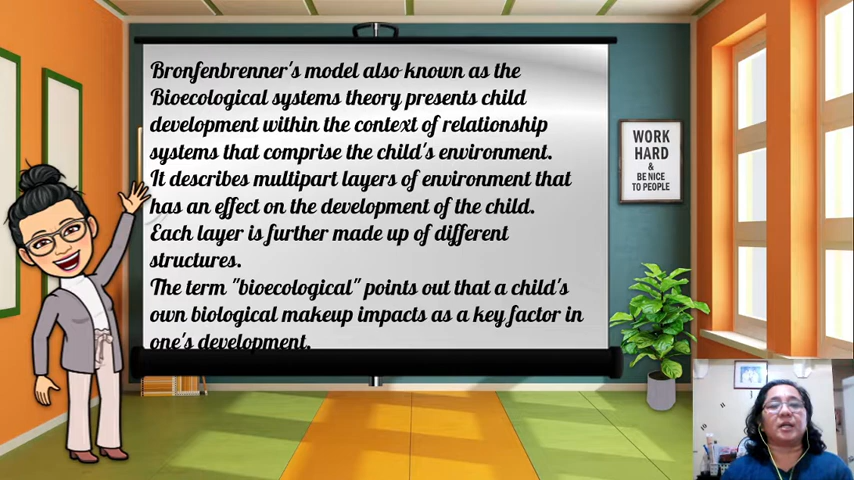 Bronfenbrenner's model also known as the
Bioecological systems theory presents child
development within the context of relationship
systems that comprise the child's environment.
It describes multipart layers of environment that
has an effect on the development of the child.
Each layer is further made up of different
structures.
The term "bioecological" points out that a child's
own biological makeup impacts as a key factor in
one's development.
WORK
HARD
&
BE NICE
TO PEOPLE